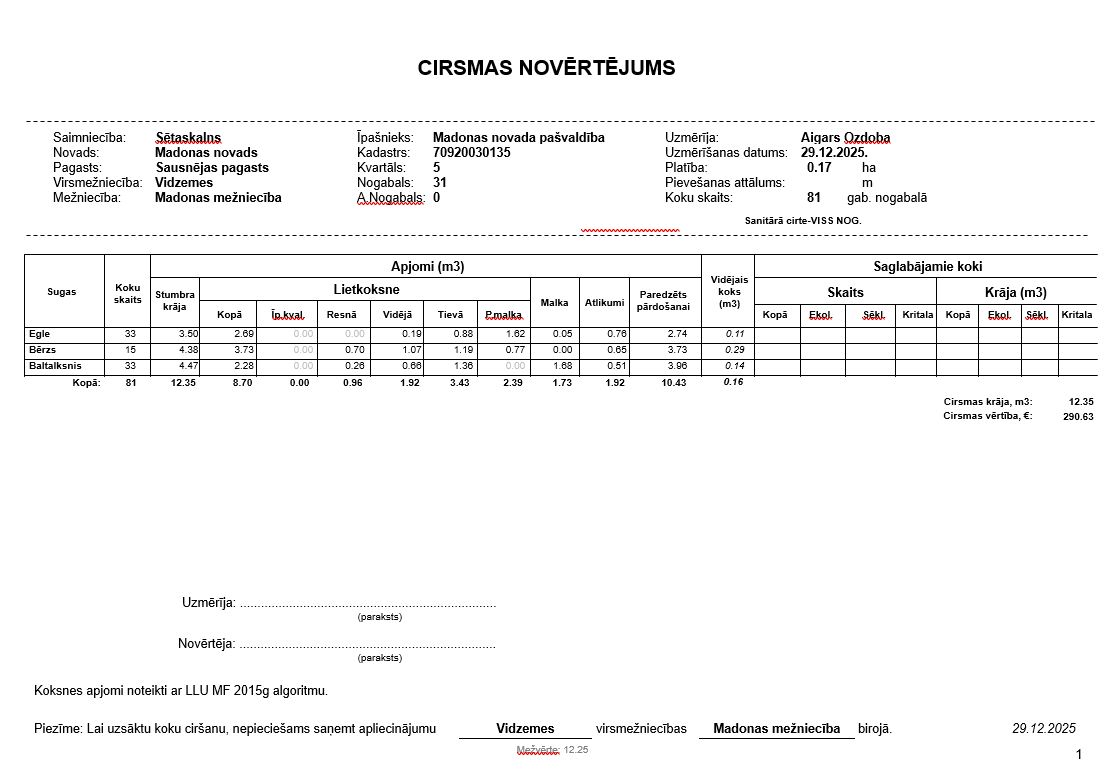 CIRSMAS NOVĒRTĒJUMS
Saimniecība: Sētaskalns Īpašnieks: Madonas novada pašvaldība Uzmērīja: Aigars Ozdoba
Novads: Madonas novads Kadastrs: 70920030135 Uzmērīšanas datums: 29.12.2025.
Pagasts: Sausnējas pagasts Kvartāls: 5 Platība: 0.17 ha
Virsmežniecība: Vidzemes Nogabals: 31 Pievešanas attālums: m
Mežniecība: Madonas mežniecība A.Nogabals: 0 Koku skaits: 81 gab. nogabalā
Sanitārā cirte-VISS NOG.
Apjomi (m3) Saglabājamie koki
Sugas Koku skaits Stumbra krāja Lietkoksne Malka Atlikumi Paredzēts pārdošanai Vidējais koks (m3) Skaits Krāja (m3)
Kopā Īp.kval. Resnā Vidējā Tievā P.malka Kopā Ekol. Sēkl. Kritala Kopā Ekol. Sēkl. Kritala
Egle 33 3.50 2.69 0.00 0.00 0.19 0.88 1.62 0.05 0.76 2.74 0.11
Bērzs 15 4.38 3.73 0.00 0.70 1.07 1.19 0.77 0.00 0.65 3.73 0.29
Baltalksnis 33 4.47 2.28 0.00 0.26 0.66 1.36 0.00 1.68 0.51 3.96 0.14
Kopā: 81 12.35 8.70 0.00 0.96 1.92 3.43 2.39 1.73 1.92 10.43 0.16
Cirsmas krāja, m3: 12.35
Cirsmas vērtība, €: 290.63
Uzmērīja: ..........................................................................
(paraksts)
Novērtēja: ..........................................................................
(paraksts)
Koksnes apjomi noteikti ar LLU MF 2015g algoritmu.
Piezīme: Lai uzsāktu koku ciršanu, nepieciešams saņemt apliecinājumu Vidzemes virsmežniecības Madonas mežniecība birojā. 29.12.2025
Mežvērte: 12.25
1